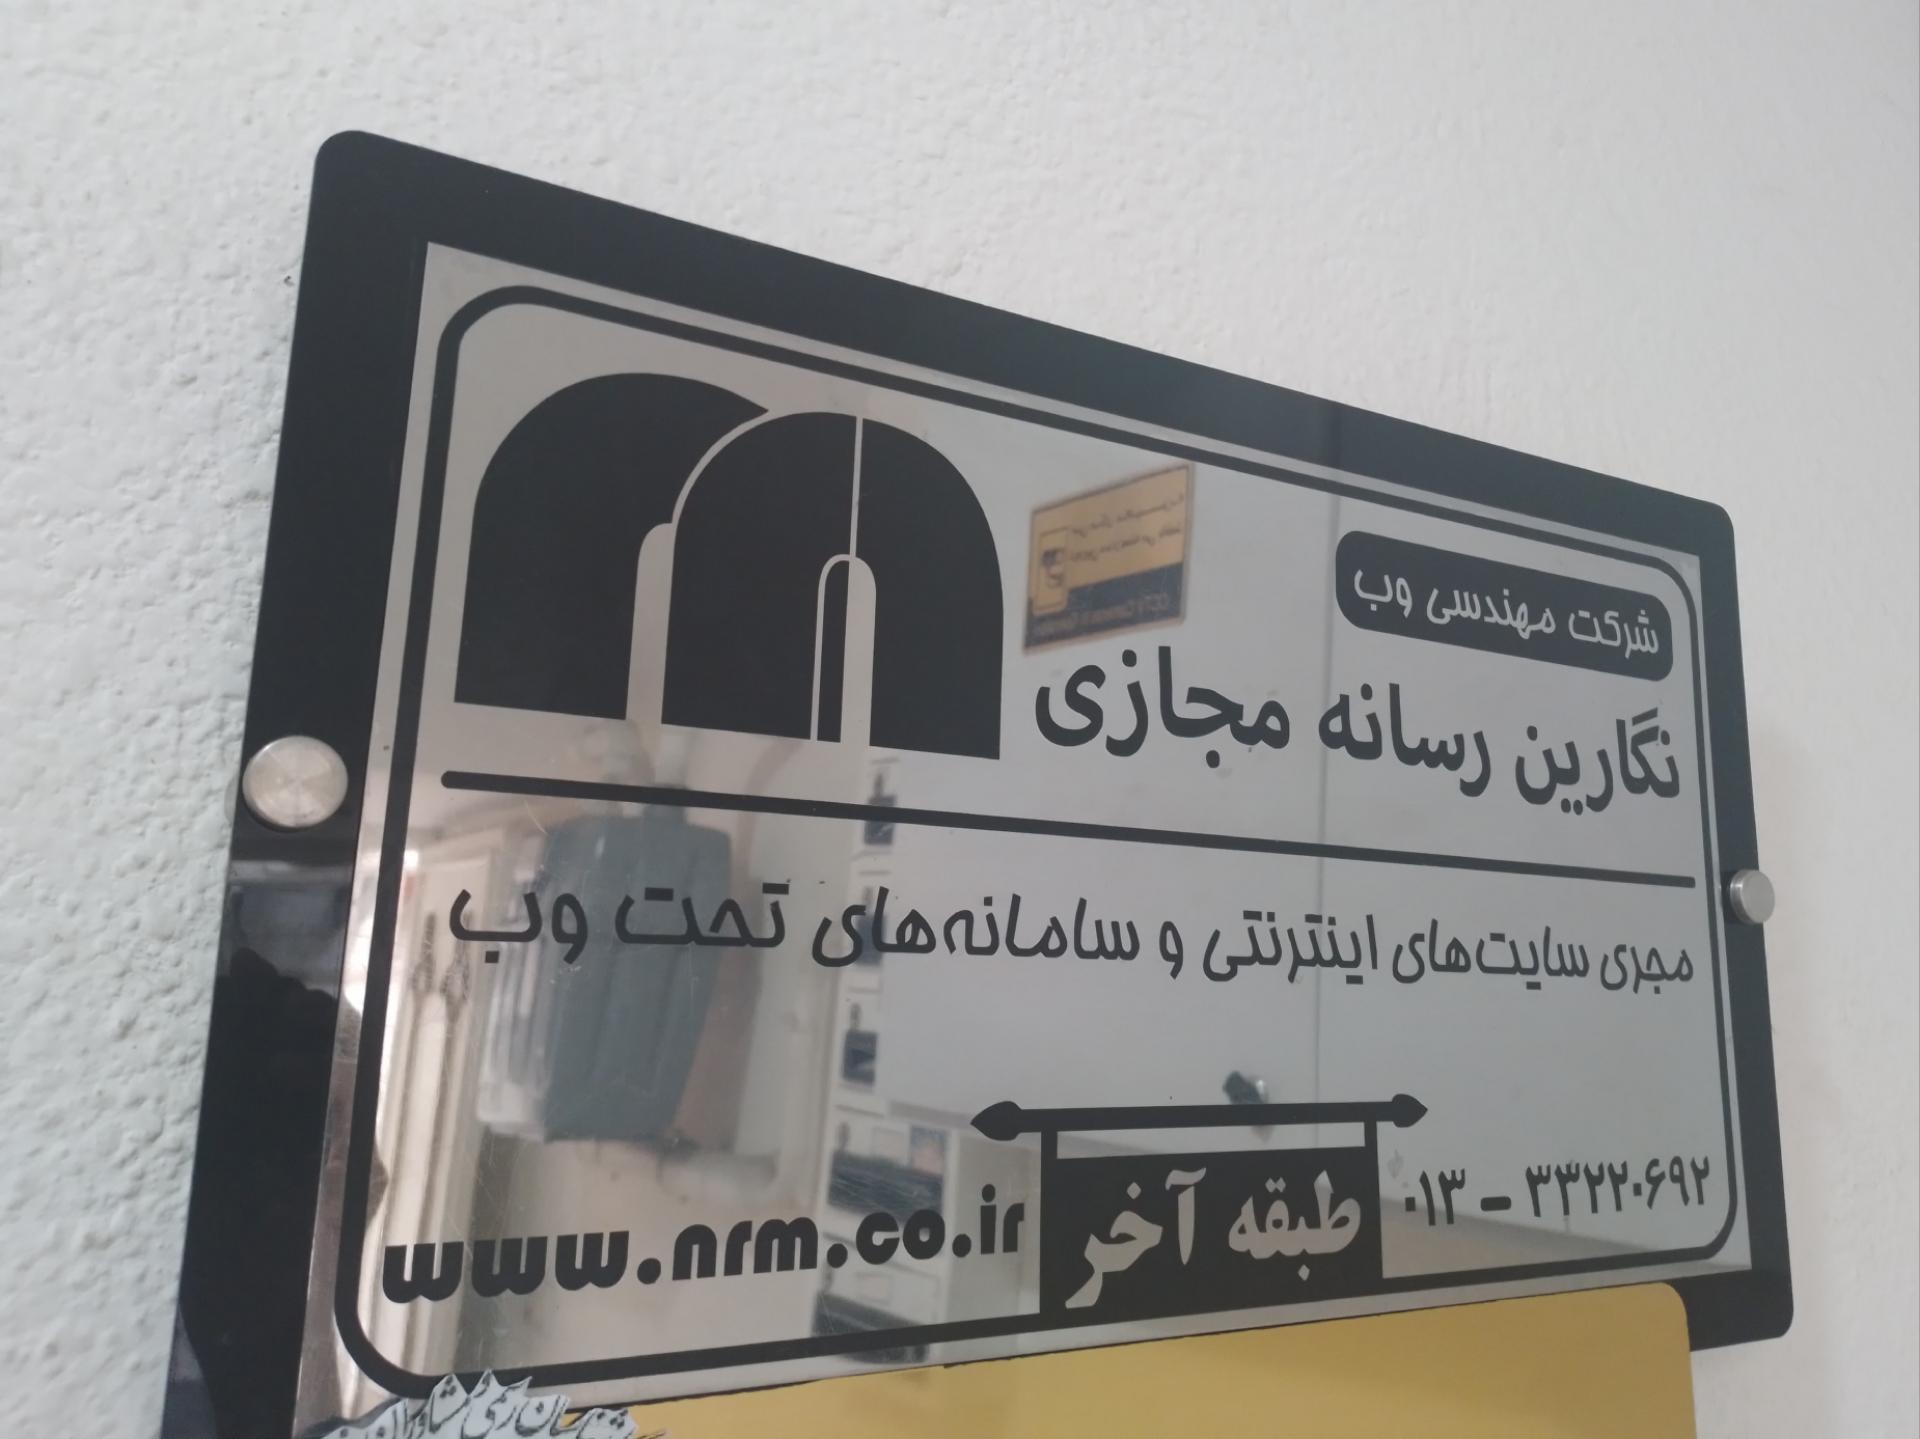 شرکت مهندسی وب
نگارین رسانه مجازی
مجری سایت‌های اینترنتی و سامانه‌های تحت وب
۰۱۳ - ۳۳۲۲۰۶۹۲
طبقه آخر
www.nrm.co.ir